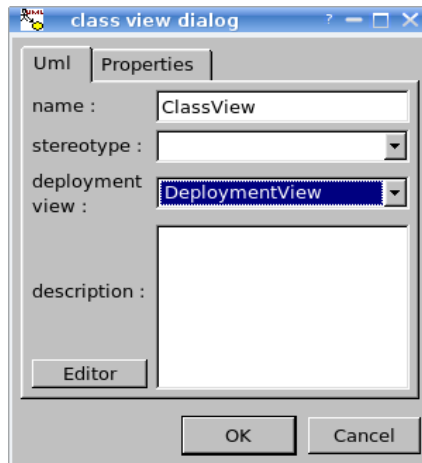 class view dialog
Uml Properties
name : ClassView
stereotype :
deployment
view : DeploymentView
description :
Editor
OK Cancel